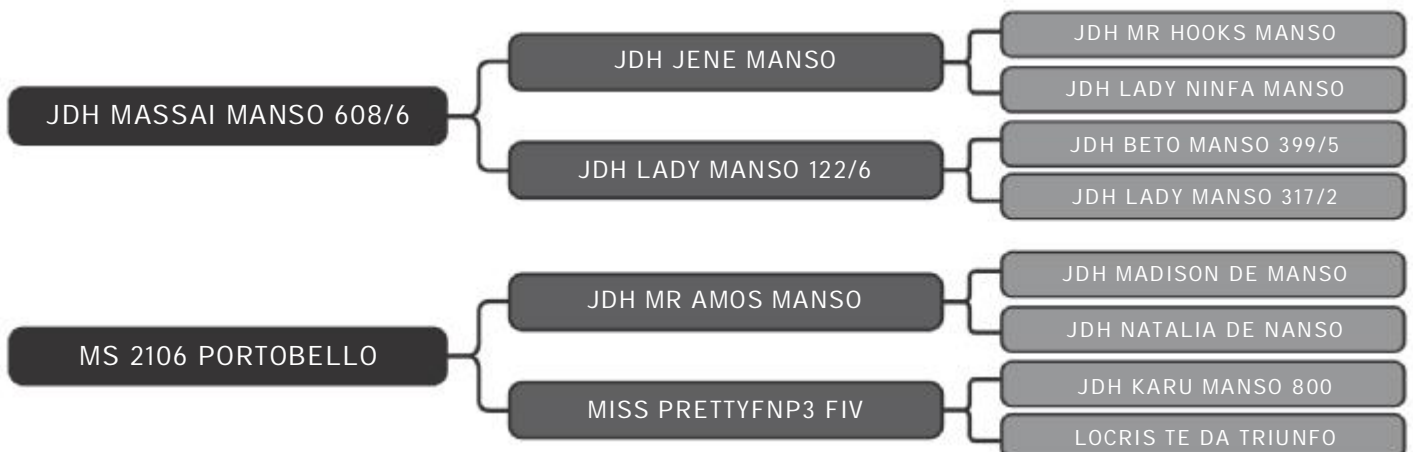 JDH MASSAI MANSO 608/6
JDH JENE MANSO
JDH MR HOOKS MANSO
JDH LADY NINFA MANSO
JDH LADY MANSO 122/6
JDH BETO MANSO 399/5
JDH LADY MANSO 317/2
MS 2106 PORTOBELLO
JDH MR AMOS MANSO
JDH MADISON DE MANSO
JDH NATALIA DE NANSO
MISS PRETTYFNP3 FIV
JDH KARU MANSO 800
LOCRIS TE DA TRIUNFO